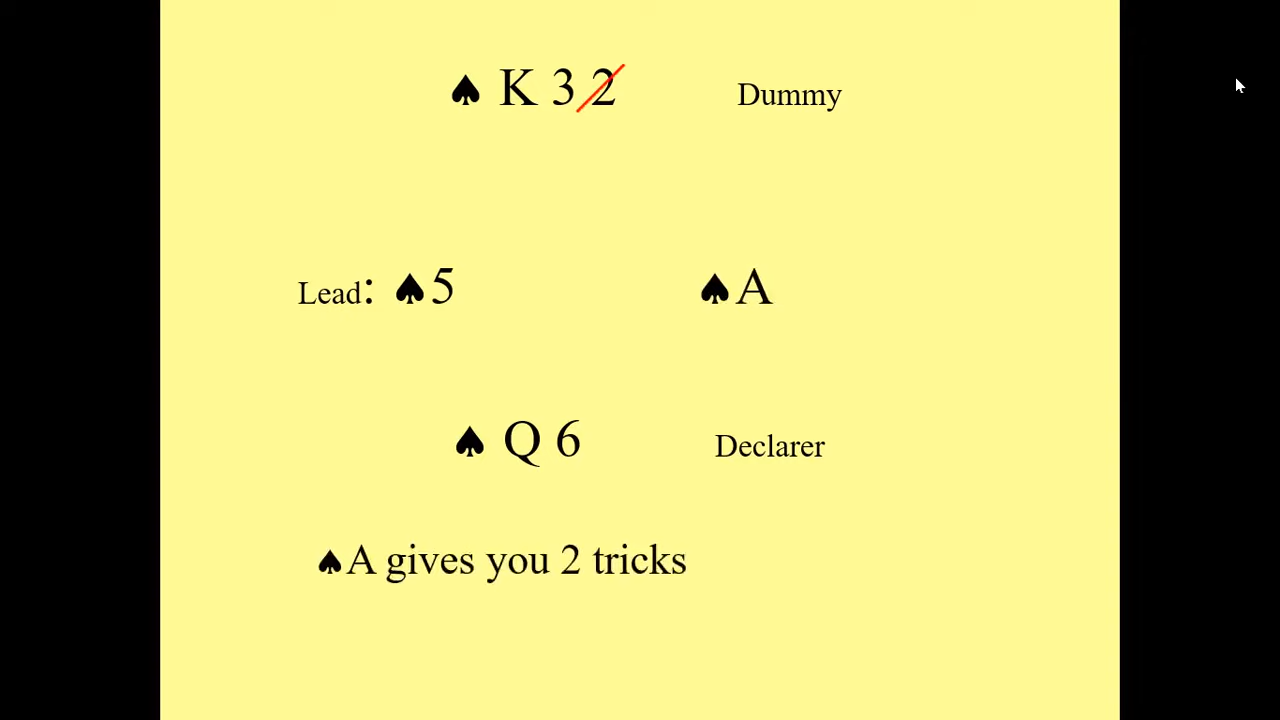 ♠ K 3 2 Dummy
Lead: ♠5 ♠A
♠ Q 6 Declarer
♠A gives you 2 tricks